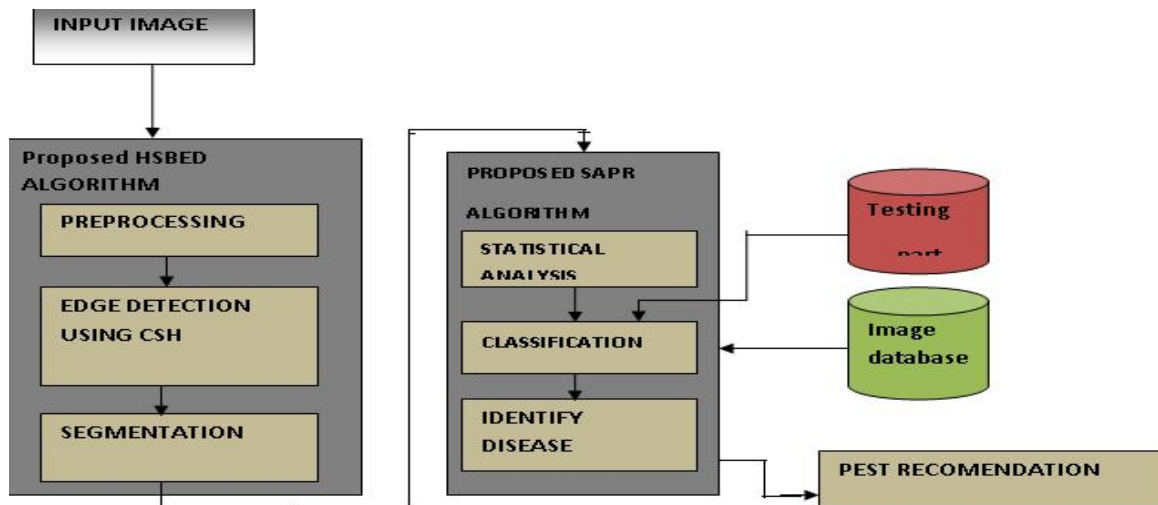 INPUT IMAGE
Proposed HSBED
ALGORITHM
PREPROCESSING
EDGE DETECTION
USING CSH
SEGMENTATION
PROPOSED SAPR
ALGORITHM
STATISTICAL
ANALYSIS
CLASSIFICATION
IDENTIFY
DISEASE
Testing
part
Image
database
PEST RECOMENDATION